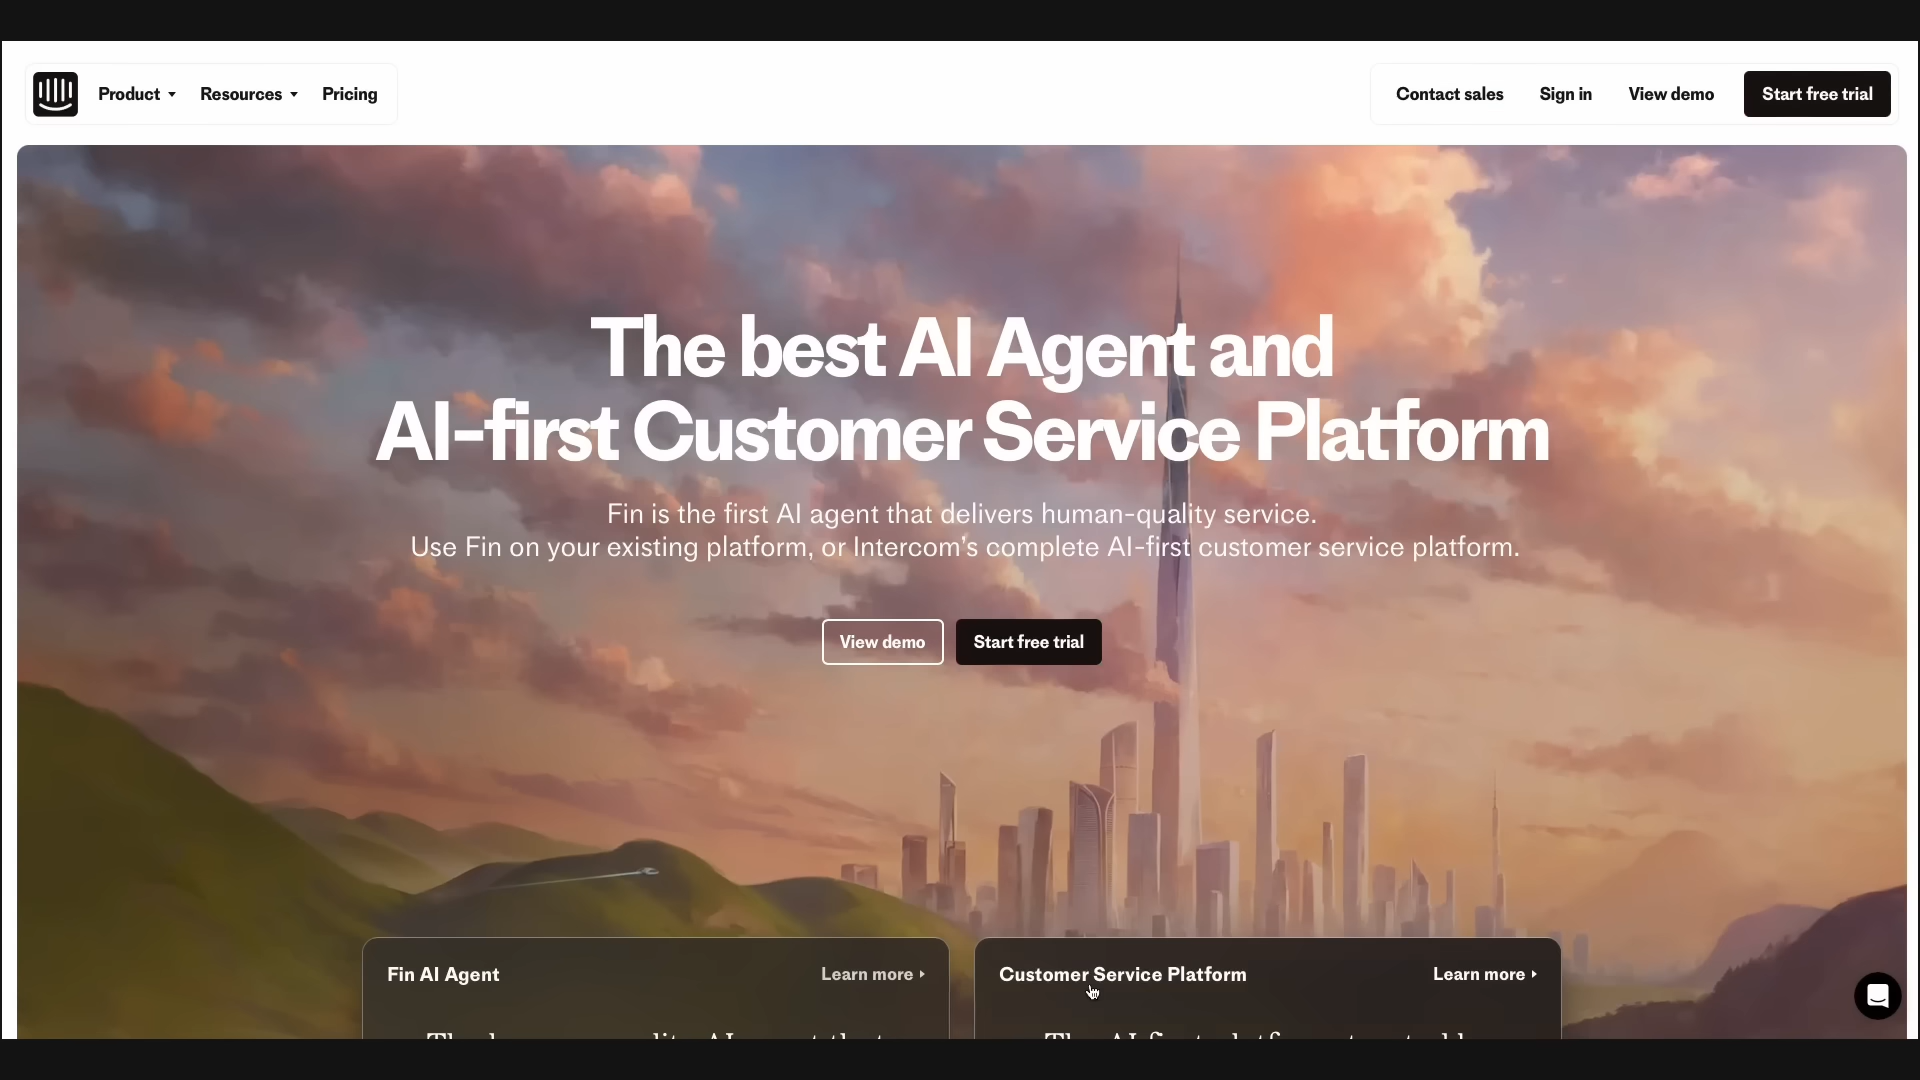 Product
Resources
Pricing
Contact sales
Sign in
View demo
Start free trial
The best AI Agent and
AI-first Customer Service Platform
Fin is the first AI agent that delivers human-quality service.
Use Fin on your existing platform, or Intercom's complete AI-first customer service platform.
View demo
Start free trial
Fin AI Agent
Learn more
Customer Service Platform
Learn more